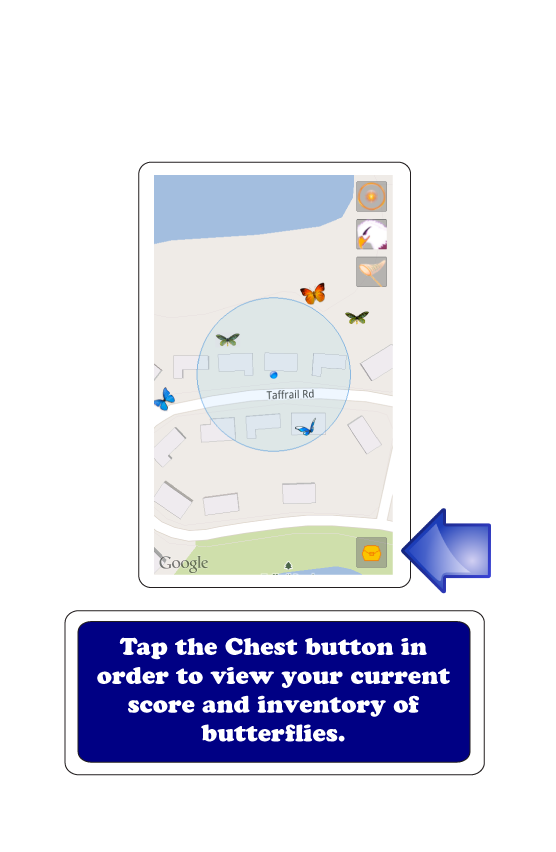 Taffrail Rd
Google
Tap the Chest button in
order to view your current
score and inventory of
butterflies.